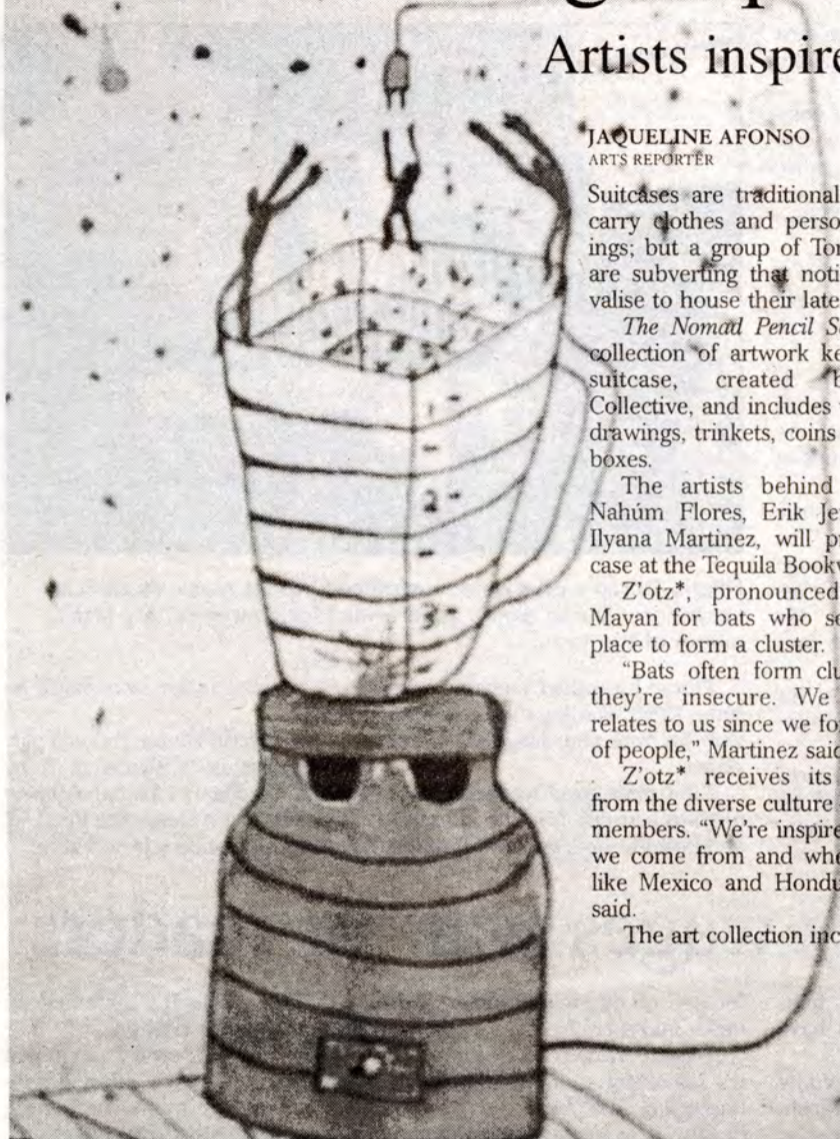 Artists inspire
JAQUELINE AFONSO
ARTS REPORTER
Suitcases are traditional
carry clothes and perso
ings; but a group of Tor
are subverting that noti
valise to house their late
The Nomad Pencil S
collection of artwork ke
suitcase, created b
Collective, and includes
drawings, trinkets, coins
boxes.
The artists behind
Nahúm Flores, Erik Je
Ilyana Martinez, will p
case at the Tequila Bookw
Z'otz*, pronounced
Mayan for bats who se
place to form a cluster.
"Bats often form clu
they're insecure. We
relates to us since we fo
of people," Martinez said
Z'otz* receives its
from the diverse culture
members. "We're inspire
we come from and whe
like Mexico and Hondu
said.
The art collection inc
1-
-
2-
-
3-
-